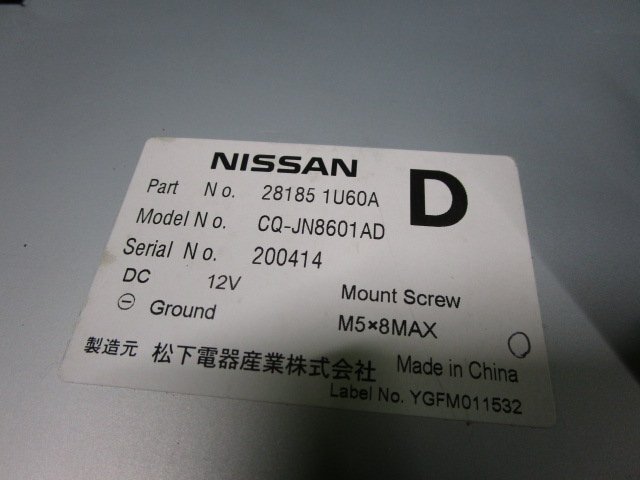 NISSAN
D
Part No. 28185 1U60A
Model No. CQ-JN8601AD
Serial No. 200414
DC 12V
Mount Screw
⊖ Ground
M5×8MAX
製造元 松下電器産業株式会社 Made in China
Label No. YGFM011532